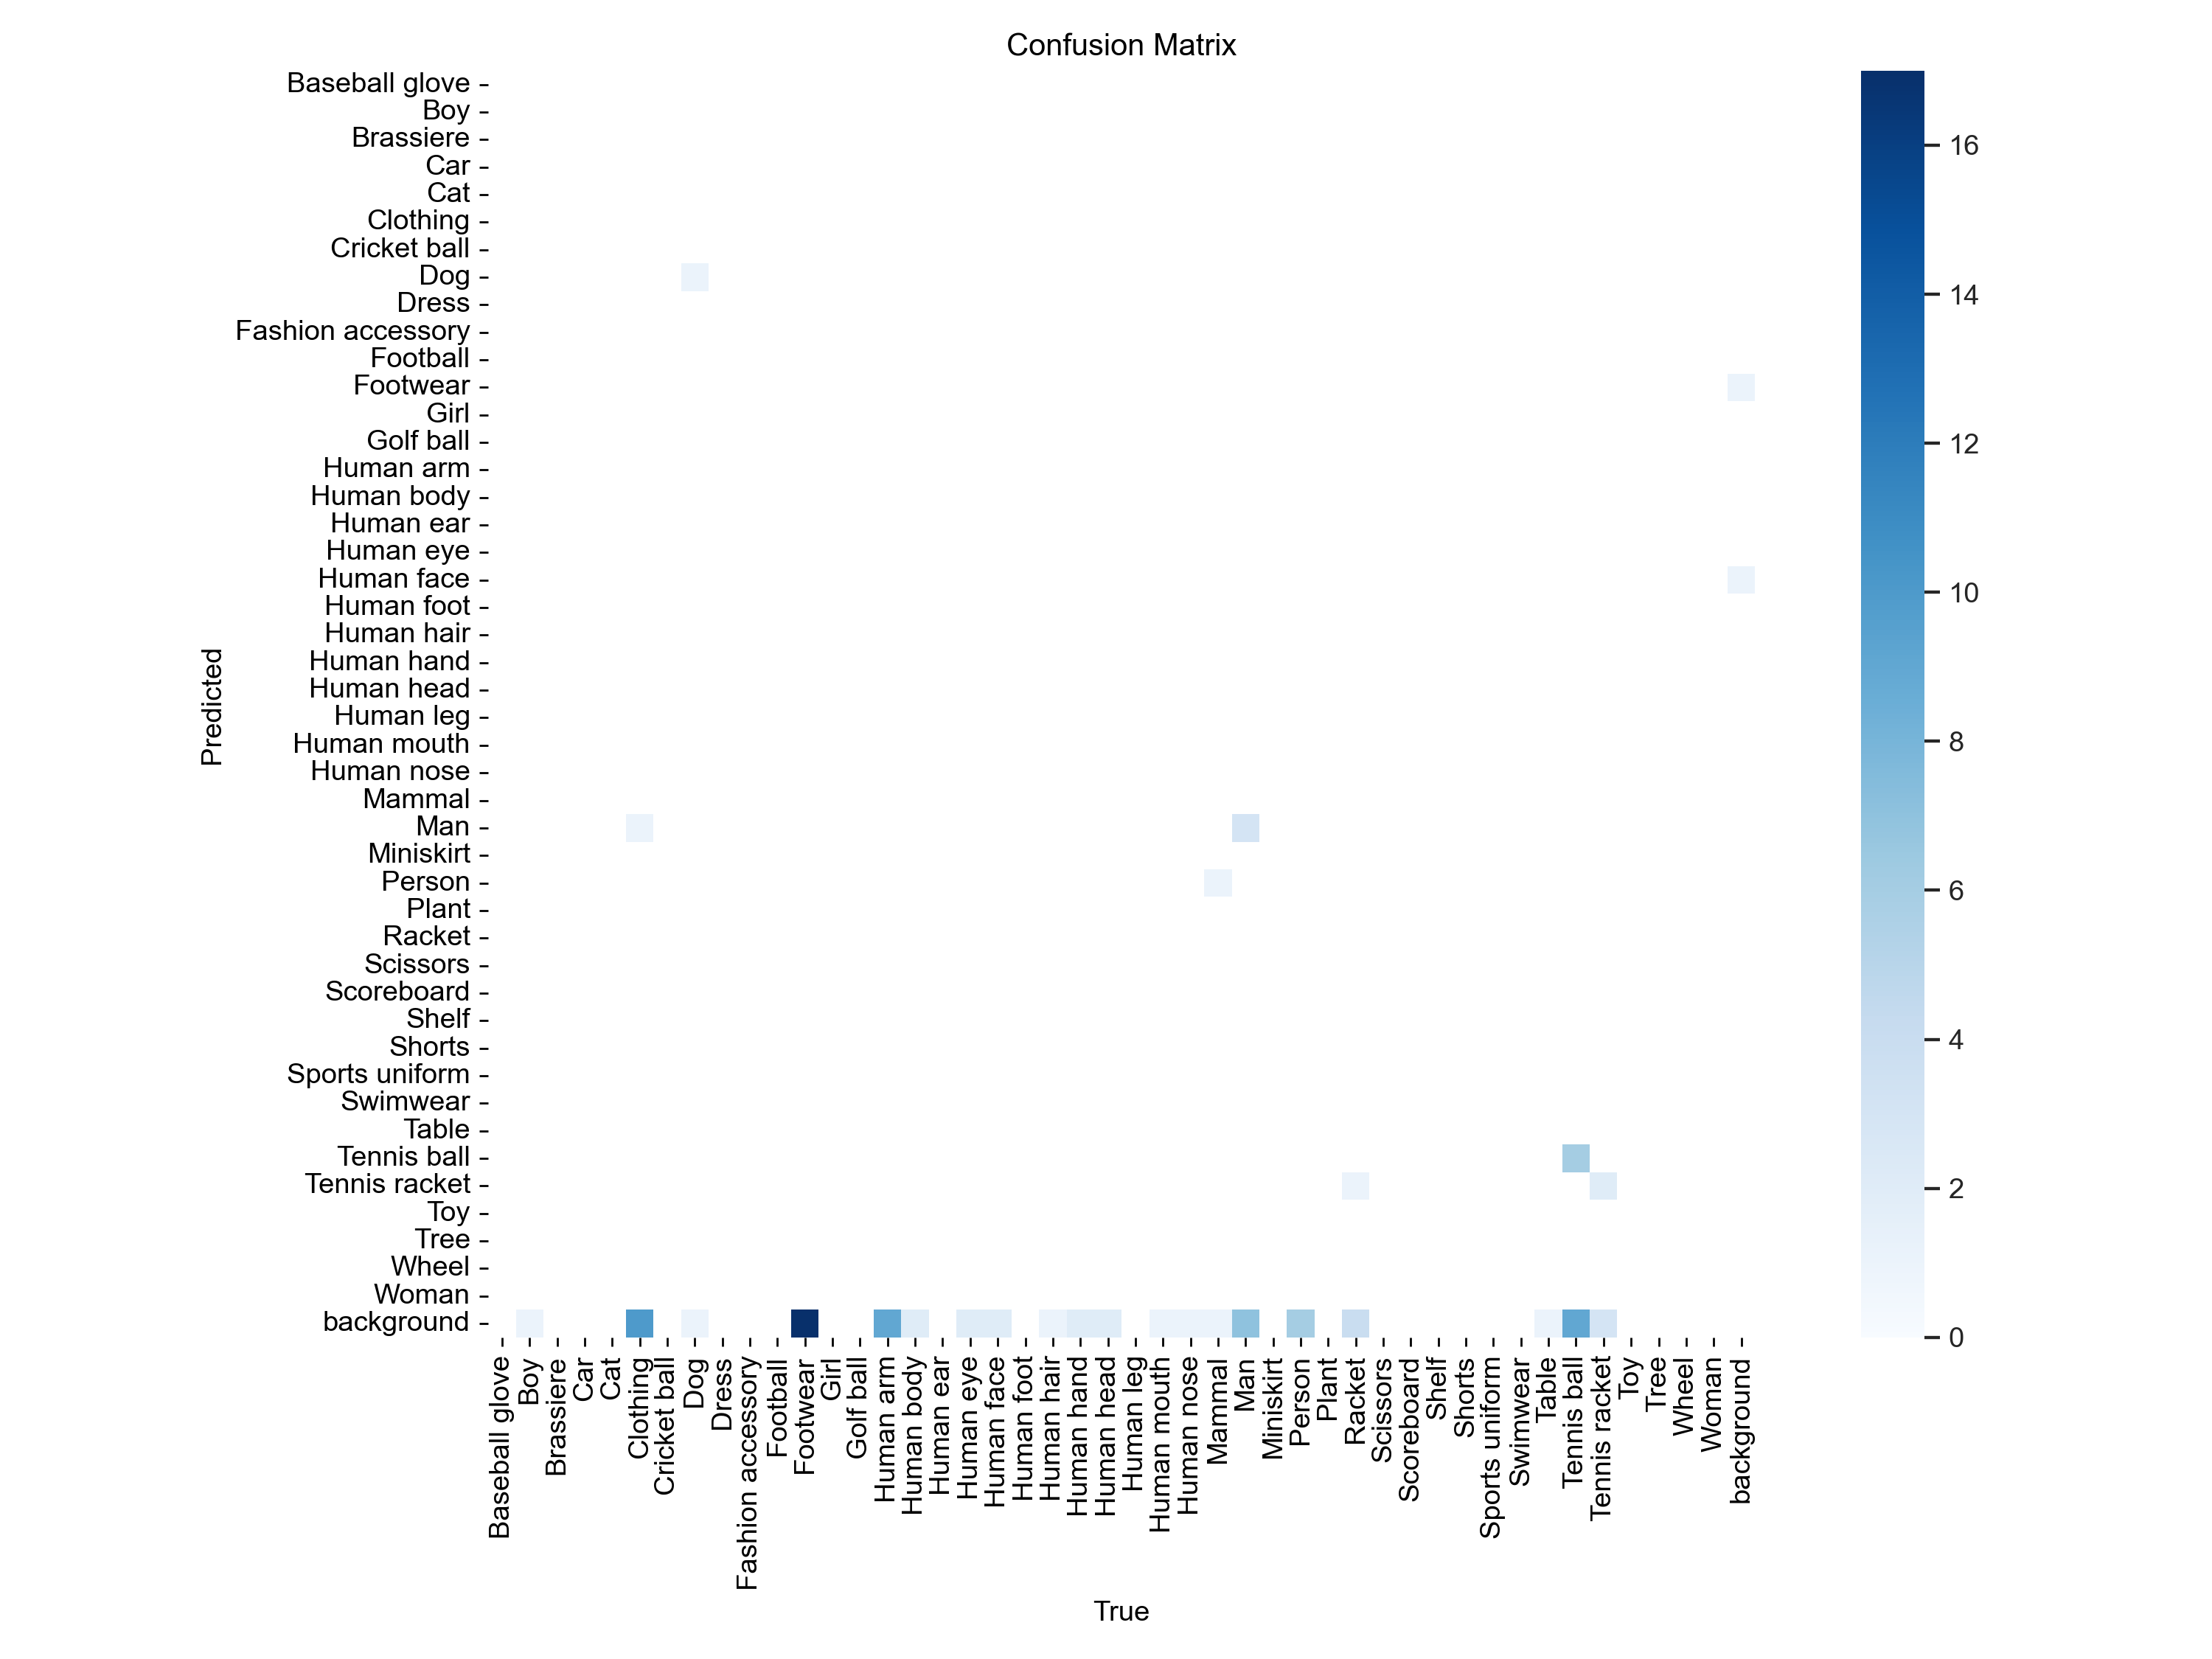 Confusion Matrix
Baseball glove
Boy
Brassiere
Car
Cat
Clothing
Cricket ball
Dog
Dress
Fashion accessory
Football
Footwear
Girl
Golf ball
Human arm
Human body
Human ear
Human eye
Human face
Human foot
Human hair
Human hand
Human head
Human leg
Human mouth
Human nose
Mammal
Man
Miniskirt
Person
Plant
Racket
Scissors
Scoreboard
Shelf
Shorts
Sports uniform
Swimwear
Table
Tennis ball
Tennis racket
Toy
Tree
Wheel
Woman
background
Predicted
Baseball glove
Boy
Brassiere
Car
Cat
Clothing
Cricket ball
Dog
Dress
Fashion accessory
Football
Footwear
Girl
Golf ball
Human arm
Human body
Human ear
Human eye
Human face
Human foot
Human hair
Human hand
Human head
Human leg
Human mouth
Human nose
Mammal
Man
Miniskirt
Person
Plant
Racket
Scissors
Scoreboard
Shelf
Shorts
Sports uniform
Swimwear
Table
Tennis ball
Tennis racket
Toy
Tree
Wheel
Woman
background
True
16
14
12
10
8
6
4
2
0